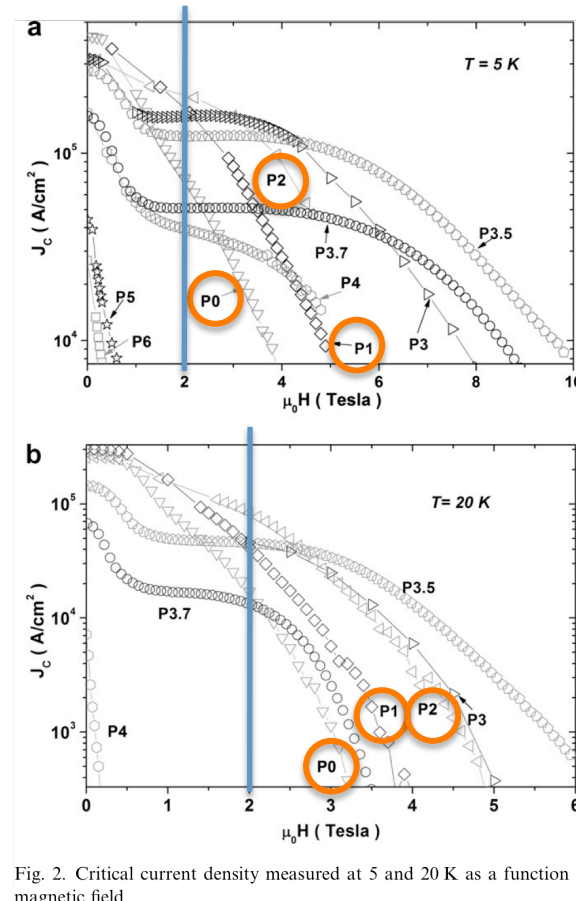 a
T = 5 K
10^5
10^4
J_C ( A/cm^2 )
P2
P3.5
P3.7
P4
P0
P5
P6
P1
P3
0 2 4 6 8 10
μ_0H ( Tesla )
b
T= 20 K
10^5
10^4
10^3
J_C ( A/cm^2 )
P3.5
P3.7
P4
P1
P2
P3
P0
0 1 2 3 4 5 6
μ_0H ( Tesla )
Fig. 2. Critical current density measured at 5 and 20 K as a function
magnetic field